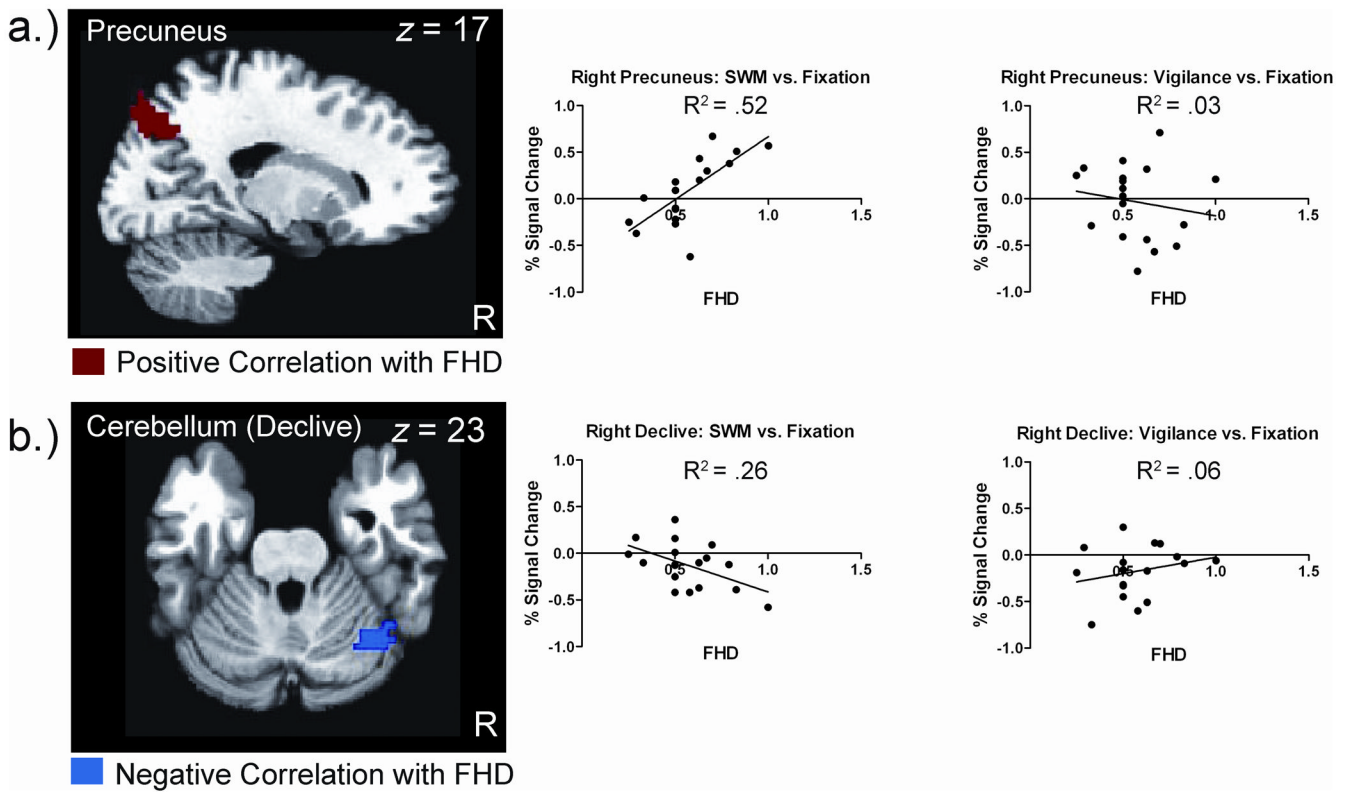 a.)
Precuneus
z = 17
R
Positive Correlation with FHD
Right Precuneus: SWM vs. Fixation
R² = .52
1.0
0.5
0.0
-0.5
-1.0
% Signal Change
0.5
1.0
1.5
FHD
Right Precuneus: Vigilance vs. Fixation
R² = .03
1.0
0.5
0.0
-0.5
-1.0
% Signal Change
0.5
1.0
1.5
FHD
b.)
Cerebellum (Declive)
z = 23
R
Negative Correlation with FHD
Right Declive: SWM vs. Fixation
R² = .26
1.0
0.5
0.0
-0.5
-1.0
% Signal Change
0.5
1.0
1.5
FHD
Right Declive: Vigilance vs. Fixation
R² = .06
1.0
0.5
0.0
-0.5
-1.0
% Signal Change
0.5
1.0
1.5
FHD